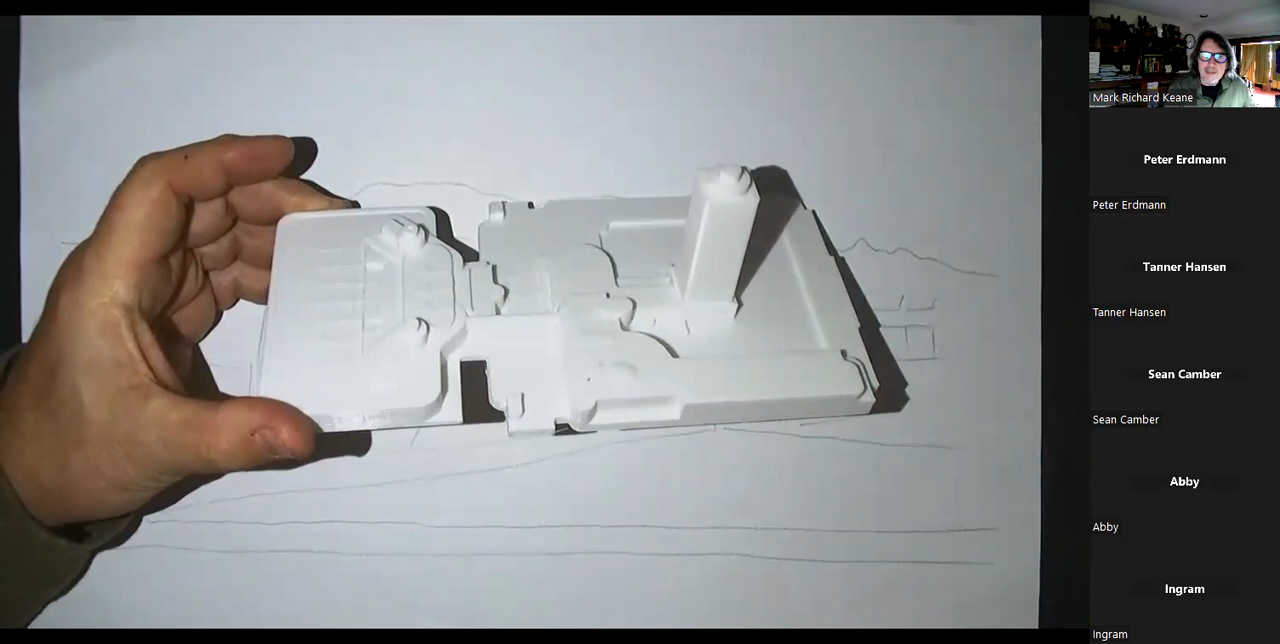 Mark Richard Keane
Peter Erdmann
Peter Erdmann
Tanner Hansen
Tanner Hansen
Sean Camber
Sean Camber
Abby
Abby
Ingram
Ingram